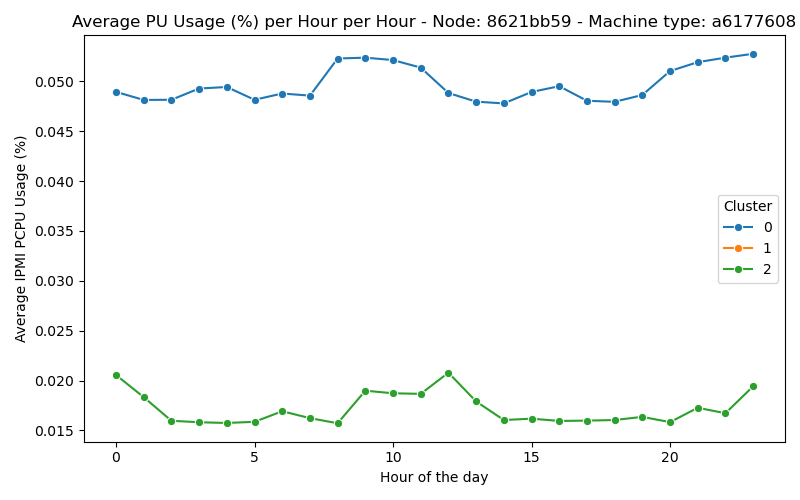 Average PU Usage (%) per Hour per Hour - Node: 8621bb59 - Machine type: a6177608
0.050
0.045
0.040
0.035
0.030
0.025
0.020
0.015
Average IPMI PCPU Usage (%)
Cluster
0
1
2
0 5 10 15 20
Hour of the day